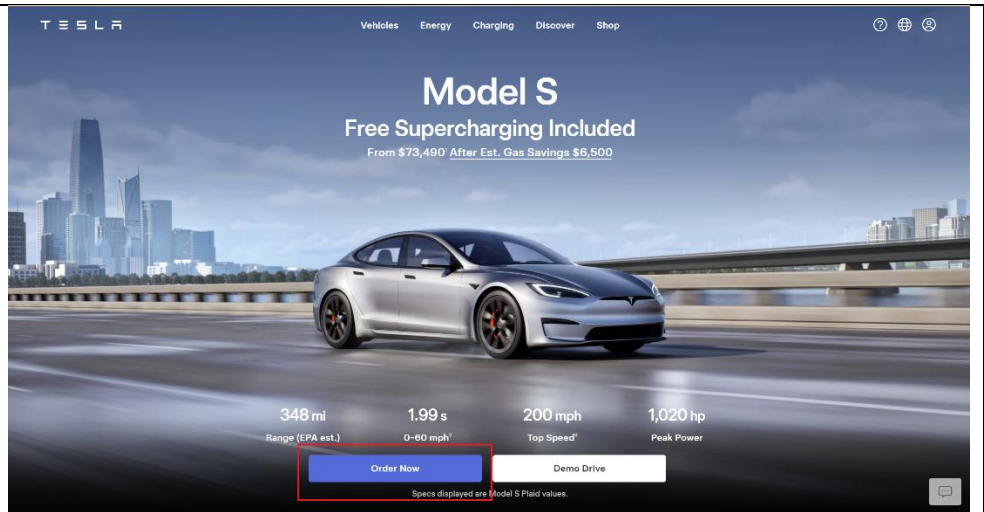 TESLA
Vehicles Energy Charging Discover Shop
Model S
Free Supercharging Included
From $73,490¹ After Est. Gas Savings $6,500
348 mi 1.99 s 200 mph 1,020 hp
Range (EPA est.) 0-60 mph² Top Speed² Peak Power
Order Now Demo Drive
Specs displayed are Model S Plaid values.